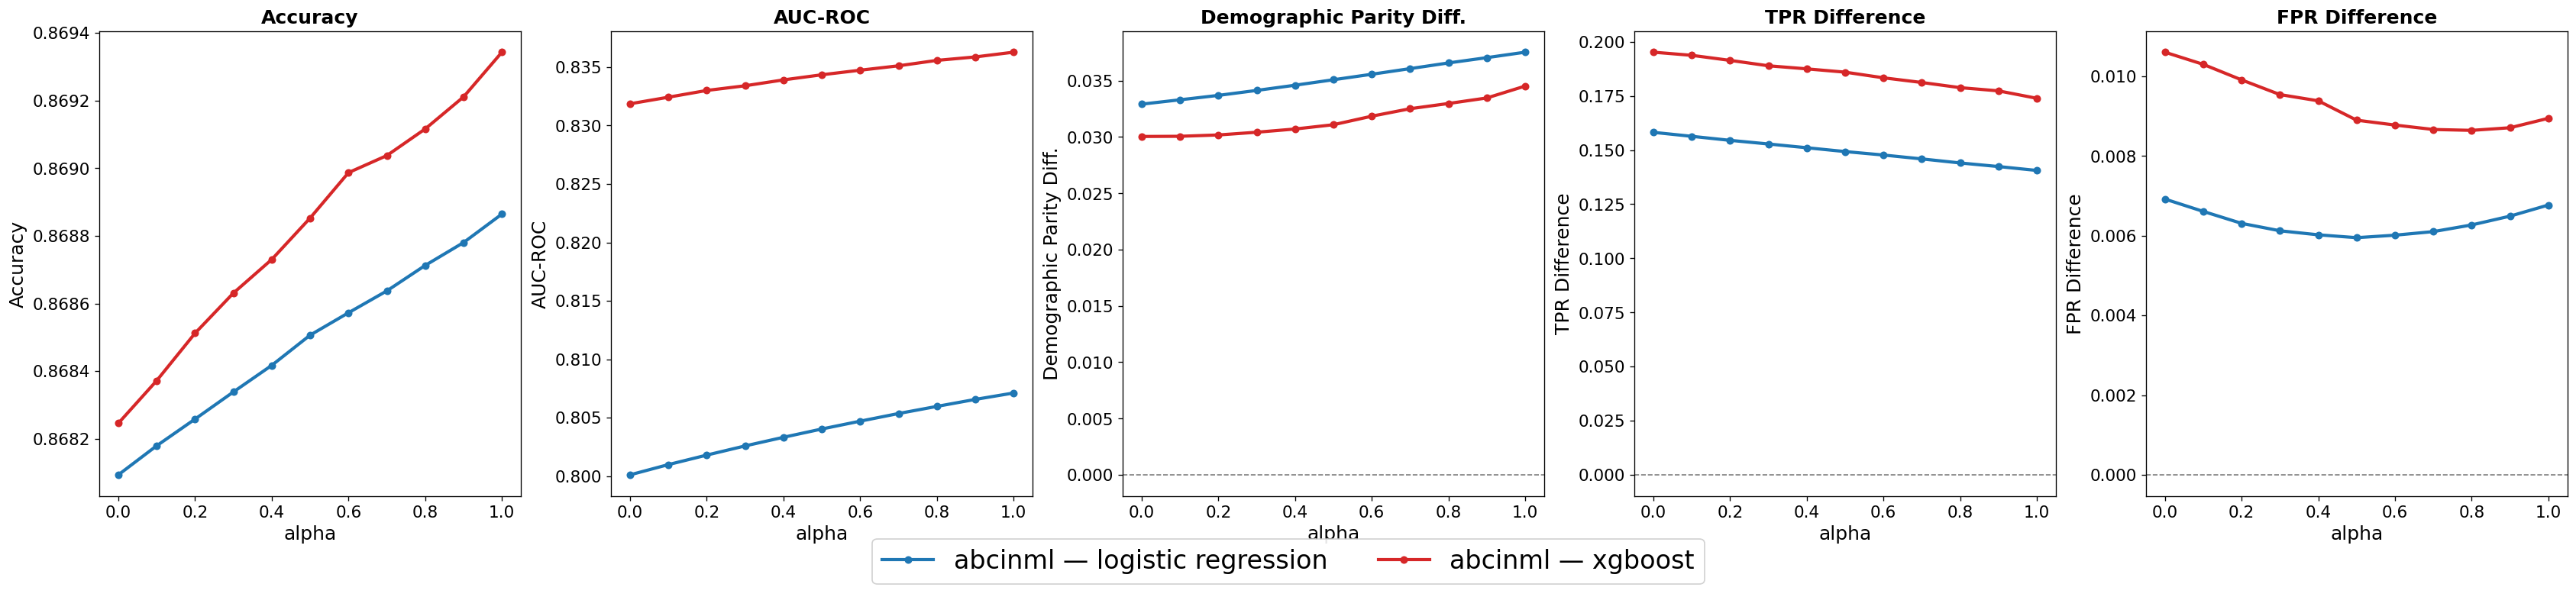 Accuracy
Accuracy
0.8694
0.8692
0.8690
0.8688
0.8686
0.8684
0.8682
0.0 0.2 0.4 0.6 0.8 1.0
alpha
AUC-ROC
AUC-ROC
0.835
0.830
0.825
0.820
0.815
0.810
0.805
0.800
0.0 0.2 0.4 0.6 0.8 1.0
alpha
Demographic Parity Diff.
Demographic Parity Diff.
0.035
0.030
0.025
0.020
0.015
0.010
0.005
0.000
0.0 0.2 0.4 0.6 0.8 1.0
alpha
TPR Difference
TPR Difference
0.200
0.175
0.150
0.125
0.100
0.075
0.050
0.025
0.000
0.0 0.2 0.4 0.6 0.8 1.0
alpha
FPR Difference
FPR Difference
0.010
0.008
0.006
0.004
0.002
0.000
0.0 0.2 0.4 0.6 0.8 1.0
alpha
abcinml — logistic regression
abcinml — xgboost